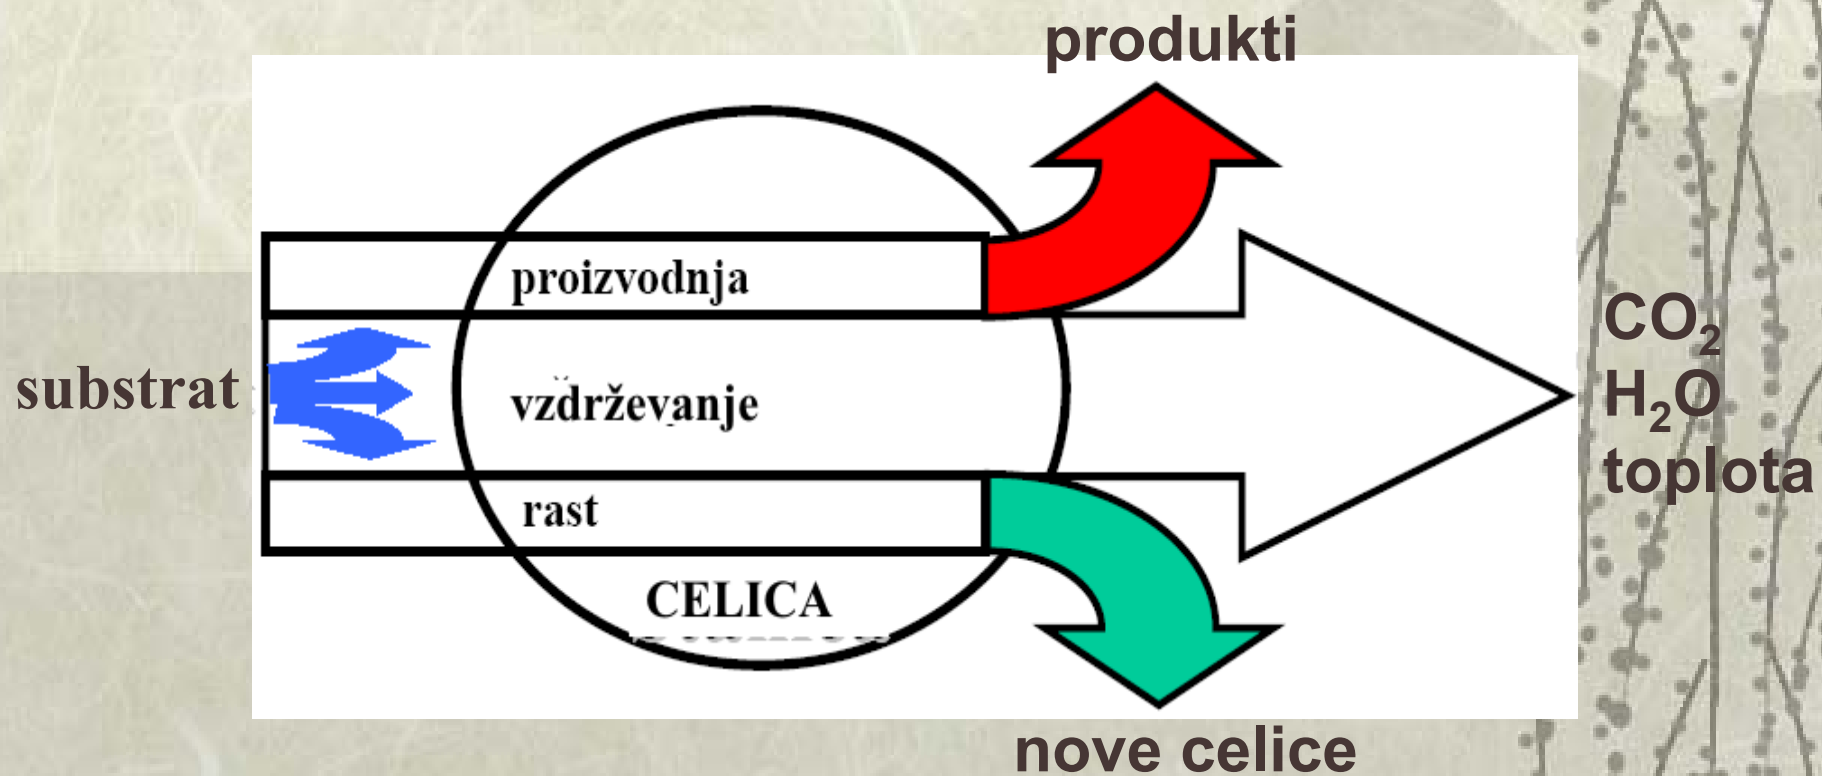 produkti
proizvodnja
substrat
vzdrževanje
rast
CELICA
CO₂
H₂O
toplota
nove celice